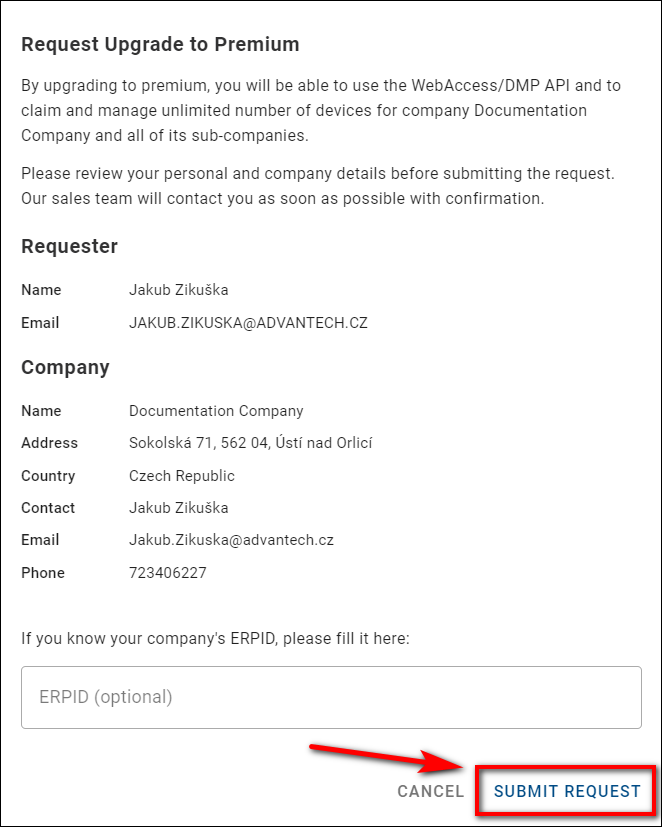 Request Upgrade to Premium
By upgrading to premium, you will be able to use the WebAccess/DMP API and to
claim and manage unlimited number of devices for company Documentation
Company and all of its sub-companies.
Please review your personal and company details before submitting the request.
Our sales team will contact you as soon as possible with confirmation.
Requester
Name Jakub Zikuška
Email JAKUB.ZIKUSKA@ADVANTECH.CZ
Company
Name Documentation Company
Address Sokolská 71, 562 04, Ústí nad Orlicí
Country Czech Republic
Contact Jakub Zikuška
Email Jakub.Zikuska@advantech.cz
Phone 723406227
If you know your company's ERPID, please fill it here:
ERPID (optional)
CANCEL SUBMIT REQUEST